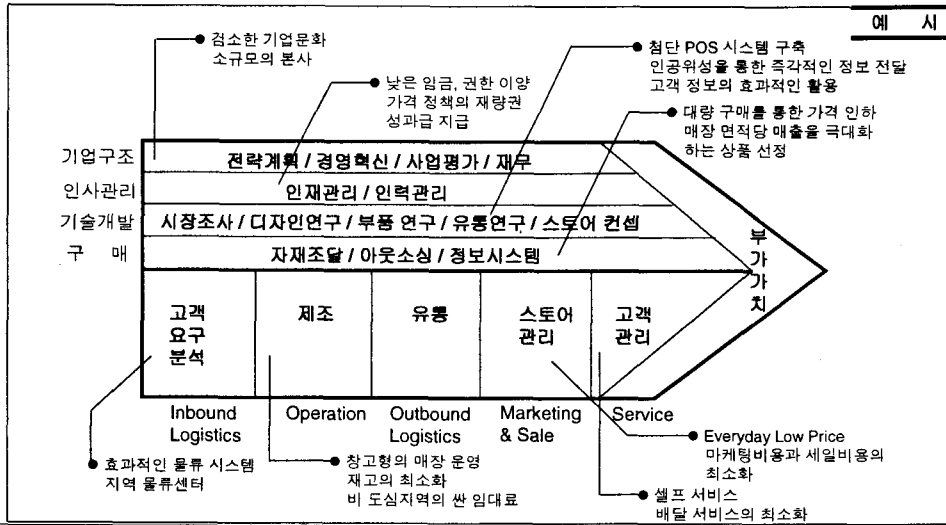 예 시
검소한 기업문화
소규모의 본사
낮은 임금, 권한 이양
가격 정책의 재량권
성과급 지급
첨단 POS 시스템 구축
인공위성을 통한 즉각적인 정보 전달
고객 정보의 효과적인 활용
대량 구매를 통한 가격 인하
매장 면적당 매출을 극대화
하는 상품 선정
기업구조
전략계획 / 경영혁신 / 사업평가 / 재무
인사관리
인재관리 / 인력관리
기술개발
시장조사 / 디자인연구 / 부품 연구 / 유통연구 / 스토어 컨셉
구 매
자재조달 / 아웃소싱 / 정보시스템
부가가치
고객
요구
분석
제조
유통
스토어
관리
고객
관리
Inbound
Logistics
Operation
Outbound
Logistics
Marketing
& Sale
Service
효과적인 물류 시스템
지역 물류센터
창고형의 매장 운영
재고의 최소화
비 도심지역의 싼 임대료
Everyday Low Price
마케팅비용과 세일비용의
최소화
셀프 서비스
배달 서비스의 최소화